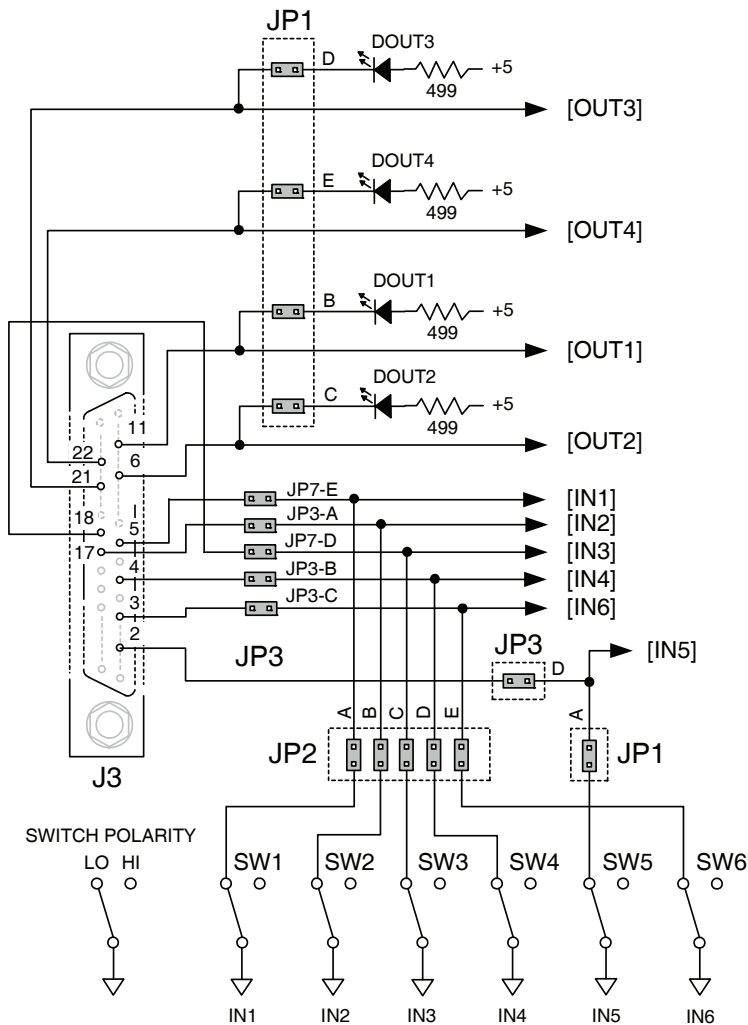 JP1
D
DOUT3
499
+5
[OUT3]
E
DOUT4
499
+5
[OUT4]
B
DOUT1
499
+5
[OUT1]
C
DOUT2
499
+5
[OUT2]
11
22
6
21
18
5
17
4
3
2
J3
JP7-E
[IN1]
JP3-A
[IN2]
JP7-D
[IN3]
JP3-B
[IN4]
JP3-C
[IN6]
JP3
JP3
D
[IN5]
A
B
C
D
E
A
JP2
JP1
SWITCH POLARITY
LO HI
SW1
SW2
SW3
SW4
SW5
SW6
IN1
IN2
IN3
IN4
IN5
IN6